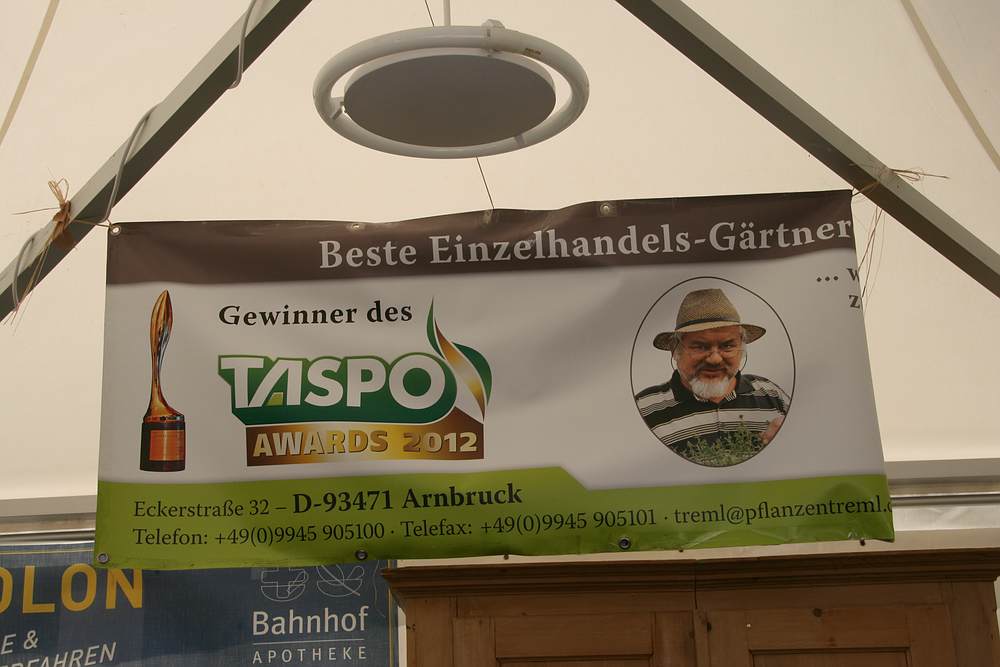 Beste Einzelhandels-Gärtner
...
Gewinner des
TASPO
AWARDS 2012
Eckerstraße 32 – D-93471 Arnbruck
Telefon: +49(0)9945 905100 · Telefax: +49(0)9945 905101 · treml@pflanzentreml.
OLON
E &
ERFAHREN
Bahnhof
APOTHEKE